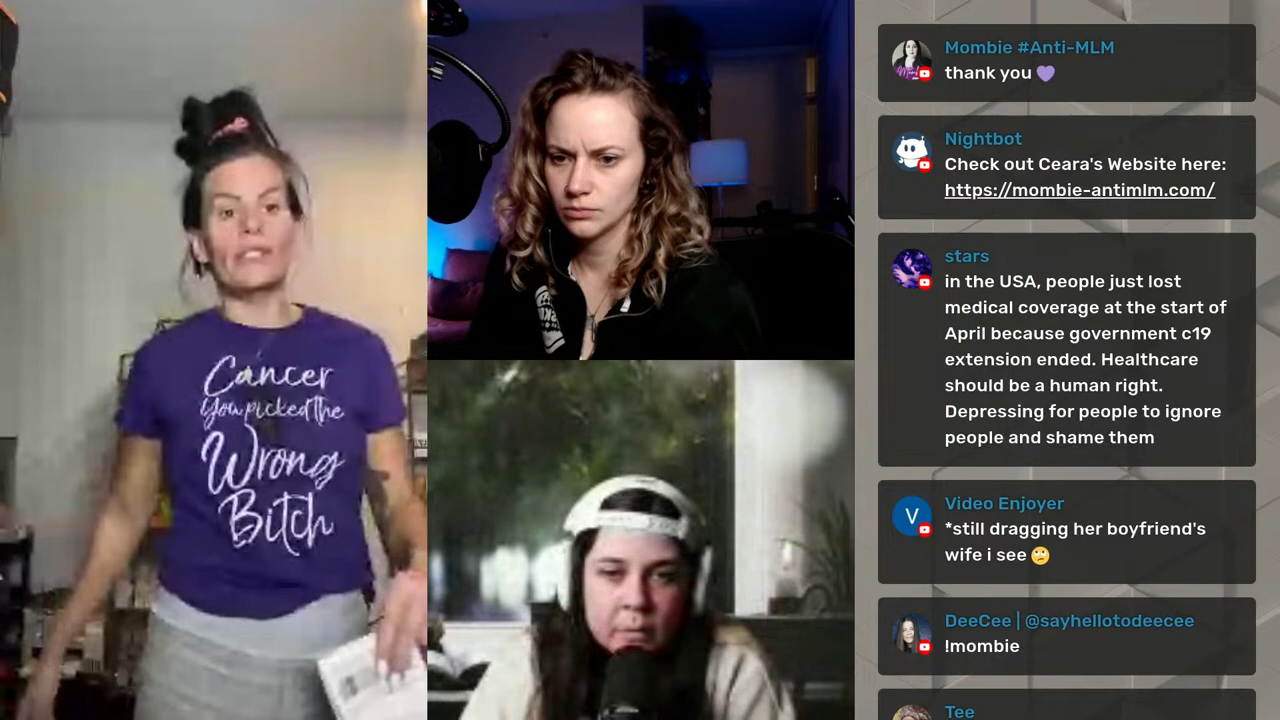 Cancer
You picked the
Wrong
Bitch
Mombie #Anti-MLM
thank you 💜
Nightbot
Check out Ceara's Website here:
https://mombie-antimlm.com/
stars
in the USA, people just lost
medical coverage at the start of
April because government c19
extension ended. Healthcare
should be a human right.
Depressing for people to ignore
people and shame them
V
Video Enjoyer
*still dragging her boyfriend's
wife i see 🙄
DeeCee | @sayhellotodeecee
!mombie
Tee